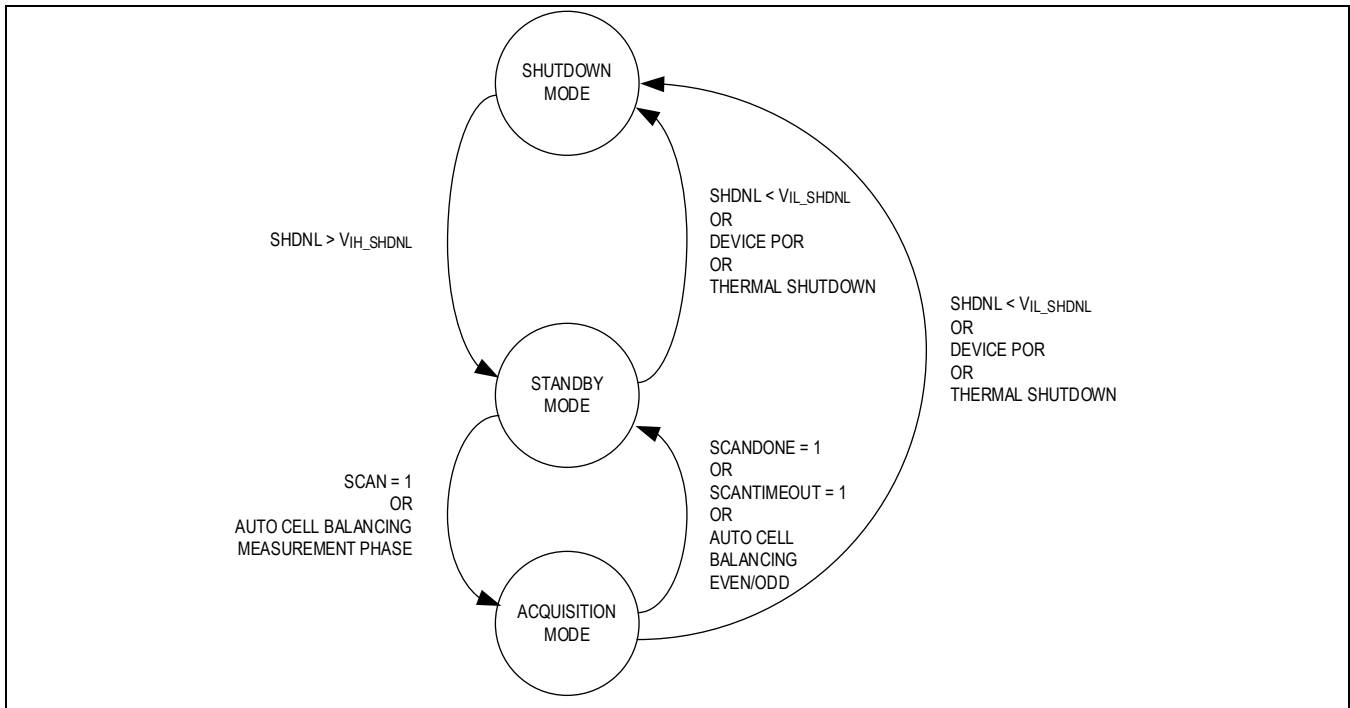 SHUTDOWN
MODE
SHDNL > VIH_SHDNL
SHDNL < VIL_SHDNL
OR
DEVICE POR
OR
THERMAL SHUTDOWN
SHDNL < VIL_SHDNL
OR
DEVICE POR
OR
THERMAL SHUTDOWN
STANDBY
MODE
SCAN = 1
OR
AUTO CELL BALANCING
MEASUREMENT PHASE
SCANDONE = 1
OR
SCANTIMEOUT = 1
OR
AUTO CELL
BALANCING
EVEN/ODD
ACQUISITION
MODE